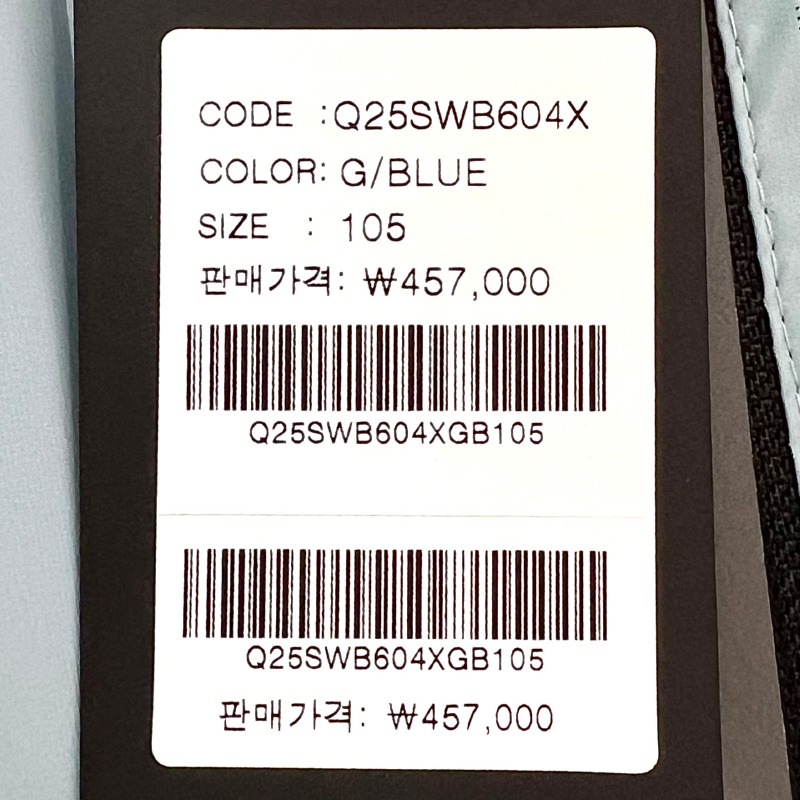 CODE :Q25SWB604X
COLOR: G/BLUE
SIZE : 105
판매가격: ₩457,000
Q25SWB604XGB105
Q25SWB604XGB105
판매가격: ₩457,000